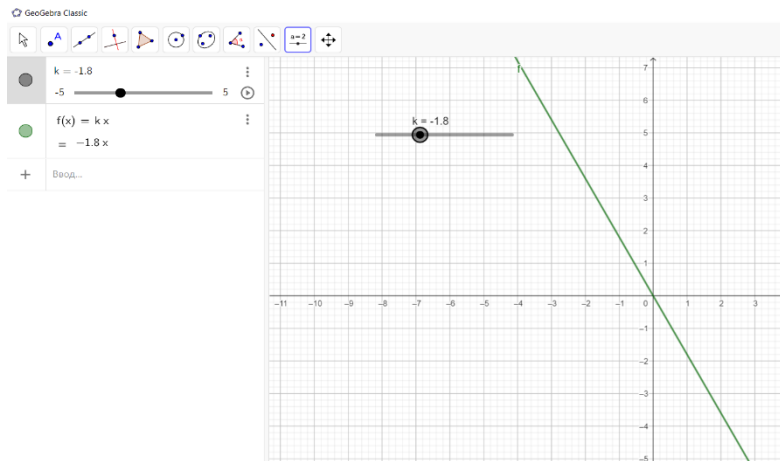 GeoGebra Classic
A
a=2
k = -1.8
-5
5
f(x) = k x
= −1.8 x
+ Ввод...
f
k = -1.8
7
6
5
4
3
2
1
-11 -10 -9 -8 -7 -6 -5 -4 -3 -2 -1 0 1 2 3
-1
-2
-3
-4
-5